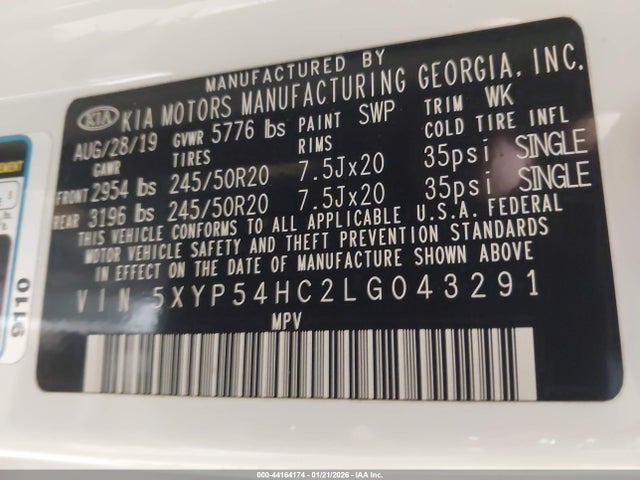 MANUFACTURED BY
KIA KIA MOTORS MANUFACTURING GEORGIA, INC.
AUG/28/19 GVWR 5776 lbs PAINT SWP TRIM WK
GAWR TIRES RIMS COLD TIRE INFL
FRONT 2954 lbs 245/50R20 7.5Jx20 35psi SINGLE
REAR 3196 lbs 245/50R20 7.5Jx20 35psi SINGLE
THIS VEHICLE CONFORMS TO ALL APPLICABLE U.S.A. FEDERAL
MOTOR VEHICLE SAFETY AND THEFT PREVENTION STANDARDS
IN EFFECT ON THE DATE OF MANUFACTURE SHOWN ABOVE
VIN 5XYP54HC2LG043291
MPV
9110
000-44164174 | 01/21/2026 - IAA Inc.